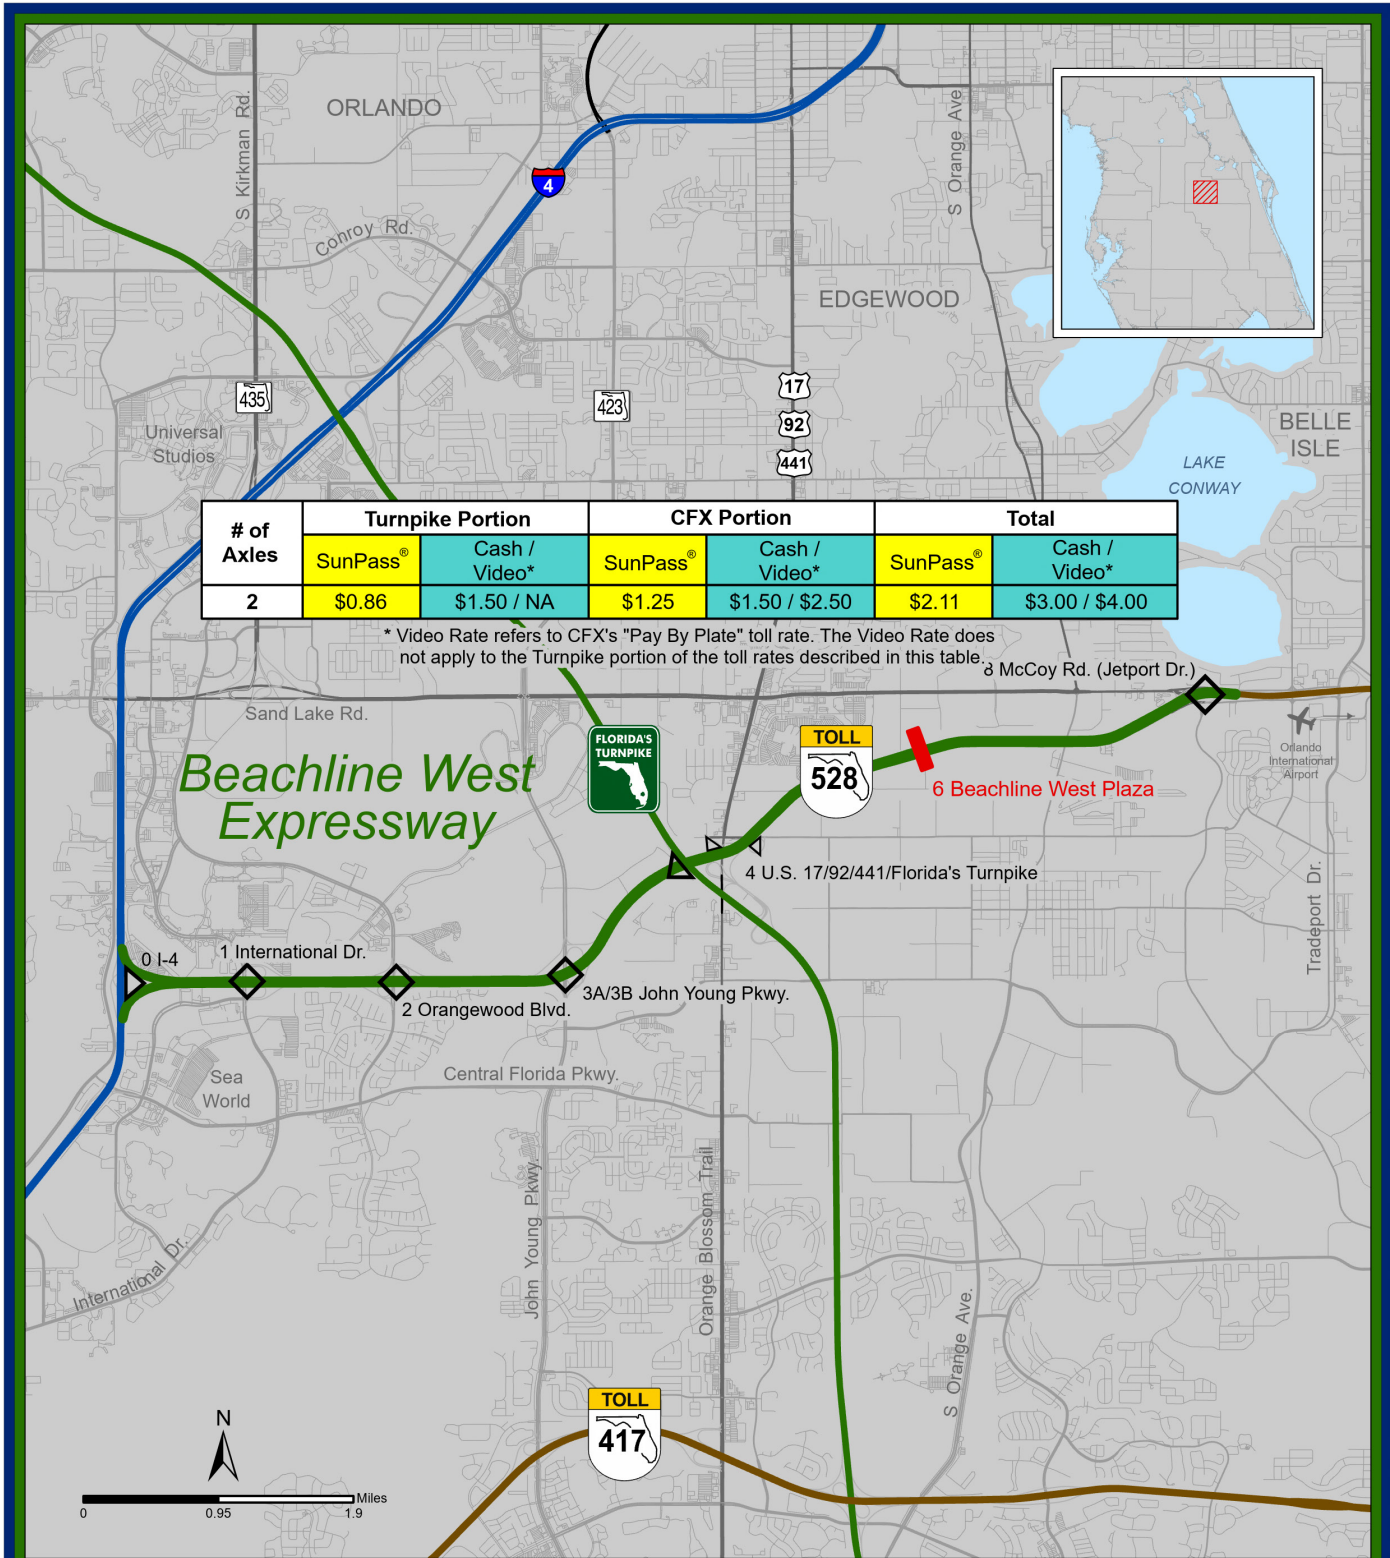 ORLANDO
S Kirkman Rd.
Conroy Rd.
4
S Orange Ave.
EDGEWOOD
435
423
17
92
441
Universal
Studios
BELLE
ISLE
LAKE
CONWAY
# of
Axles
Turnpike Portion
CFX Portion
Total
SunPass®
Cash /
Video*
SunPass®
Cash /
Video*
SunPass®
Cash /
Video*
2
$0.86
$1.50 / NA
$1.25
$1.50 / $2.50
$2.11
$3.00 / $4.00
* Video Rate refers to CFX's "Pay By Plate" toll rate. The Video Rate does
not apply to the Turnpike portion of the toll rates described in this table.
8 McCoy Rd. (Jetport Dr.)
Sand Lake Rd.
Beachline West
Expressway
FLORIDA'S
TURNPIKE
TOLL
528
6 Beachline West Plaza
Orlando
International
Airport
4 U.S. 17/92/441/Florida's Turnpike
Tradeport Dr.
0 I-4
1 International Dr.
2 Orangewood Blvd.
3A/3B John Young Pkwy.
Sea
World
Central Florida Pkwy.
International Dr.
John Young Pkwy.
Orange Blossom Trail
S Orange Ave.
TOLL
417
N
Miles
0
0.95
1.9